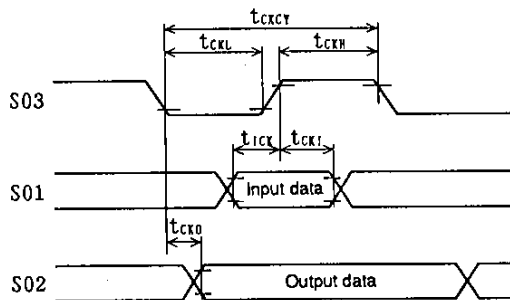 tCKCY
tCKL
tCKH
S03
tICK
tCKI
S01
Input data
tCKO
S02
Output data